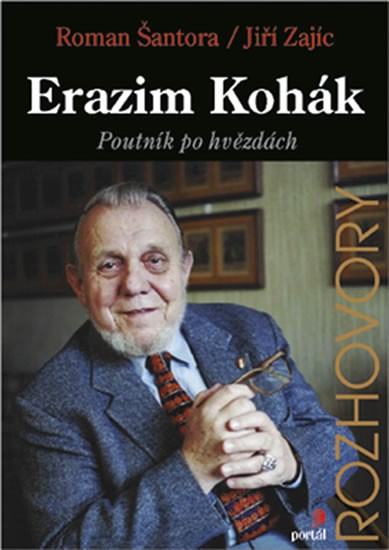 Roman Šantora / Jiří Zajíc
Erazim Kohák
Poutník po hvězdách
ROZHOVORY
portál